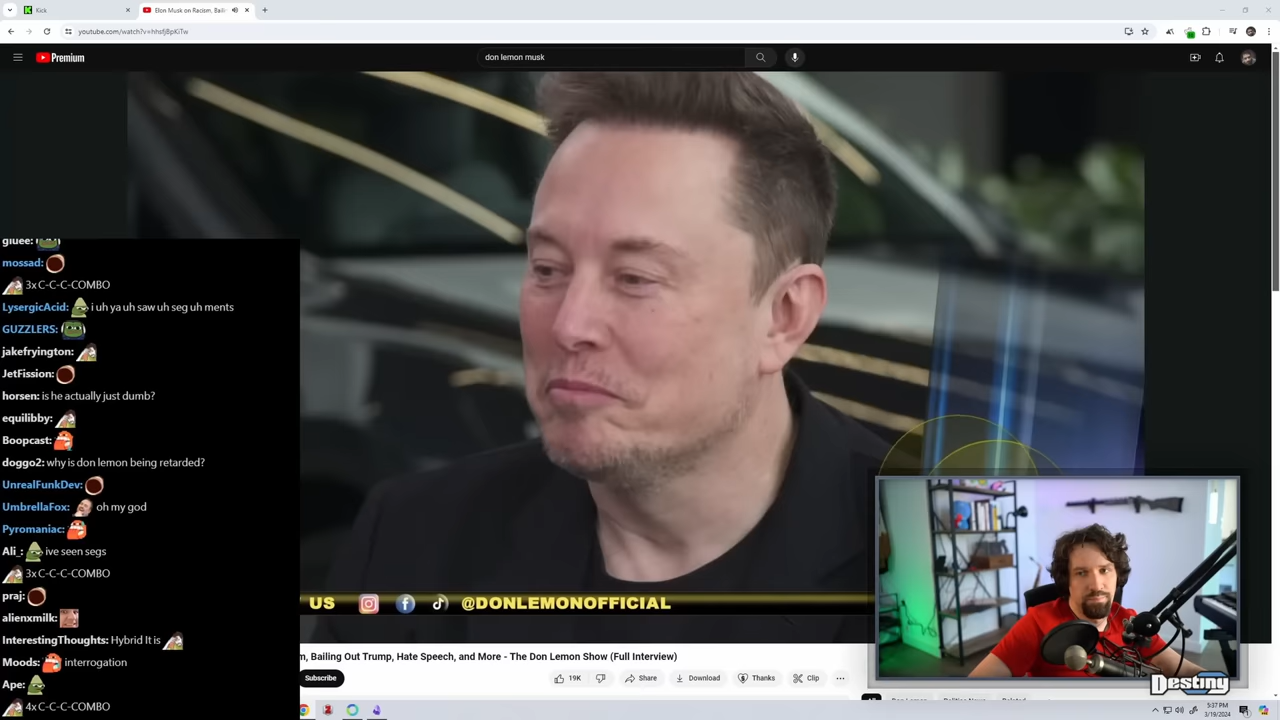 Kick
Elon Musk on Racism, Baili
youtube.com/watch?v=hhsfjBpKiTw
Premium
don lemon musk
gluee:
mossad:
3x C-C-C-COMBO
LysergicAcid: i uh ya uh saw uh seg uh ments
GUZZLERS:
jakefryington:
JetFission:
horsen: is he actually just dumb?
equilibby:
Boopcast:
doggo2: why is don lemon being retarded?
UnrealFunkDev:
UmbrellaFox: oh my god
Pyromaniac:
Ali_: ive seen segs
3x C-C-C-COMBO
praj:
alienxmilk:
InterestingThoughts: Hybrid It is
Moods: interrogation
Ape:
4x C-C-C-COMBO
US @DONLEMONOFFICIAL
m, Bailing Out Trump, Hate Speech, and More - The Don Lemon Show (Full Interview)
Subscribe
19K
Share
Download
Thanks
Clip
Destiny
5:37 PM
3/19/2024